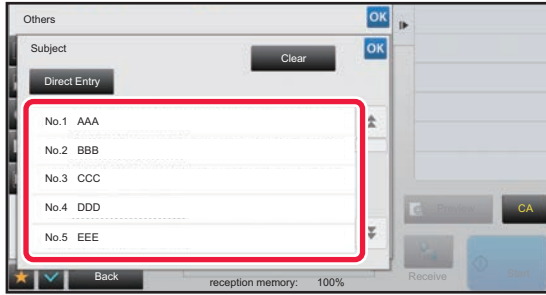 Others
OK
Subject
Clear
OK
Direct Entry
No.1 AAA
No.2 BBB
No.3 CCC
No.4 DDD
No.5 EEE
CA
Back
reception memory: 100%
Receive